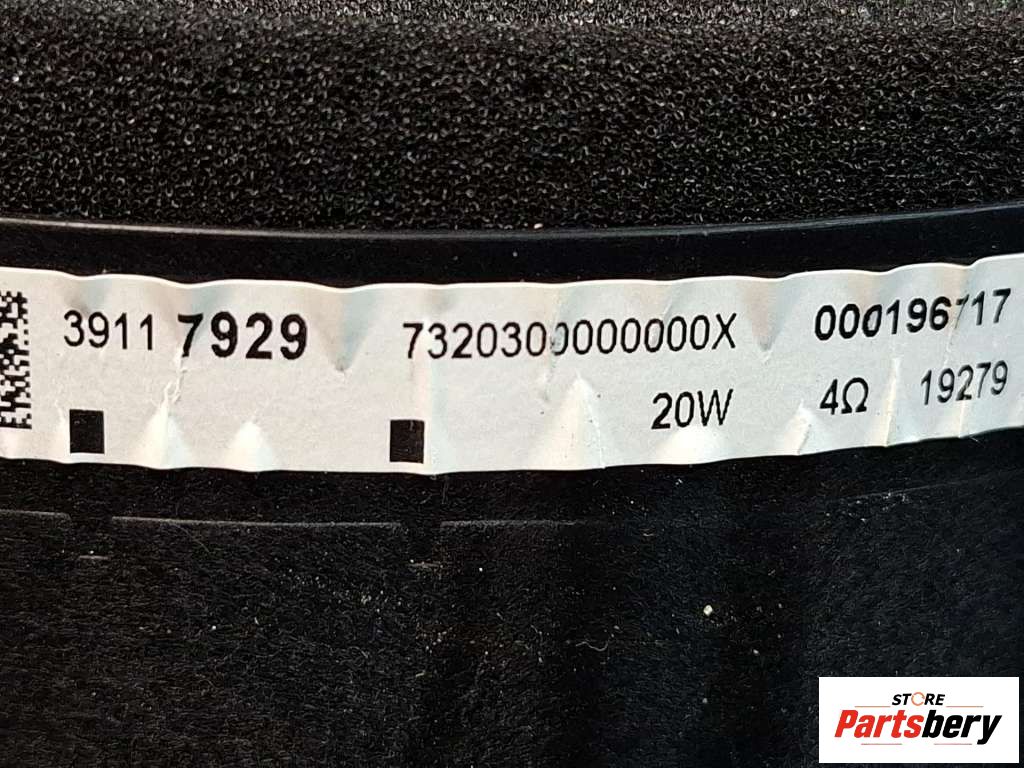 3911 7929 7320300000000X 000196717
20W 4Ω 19279
STORE
Partsbery